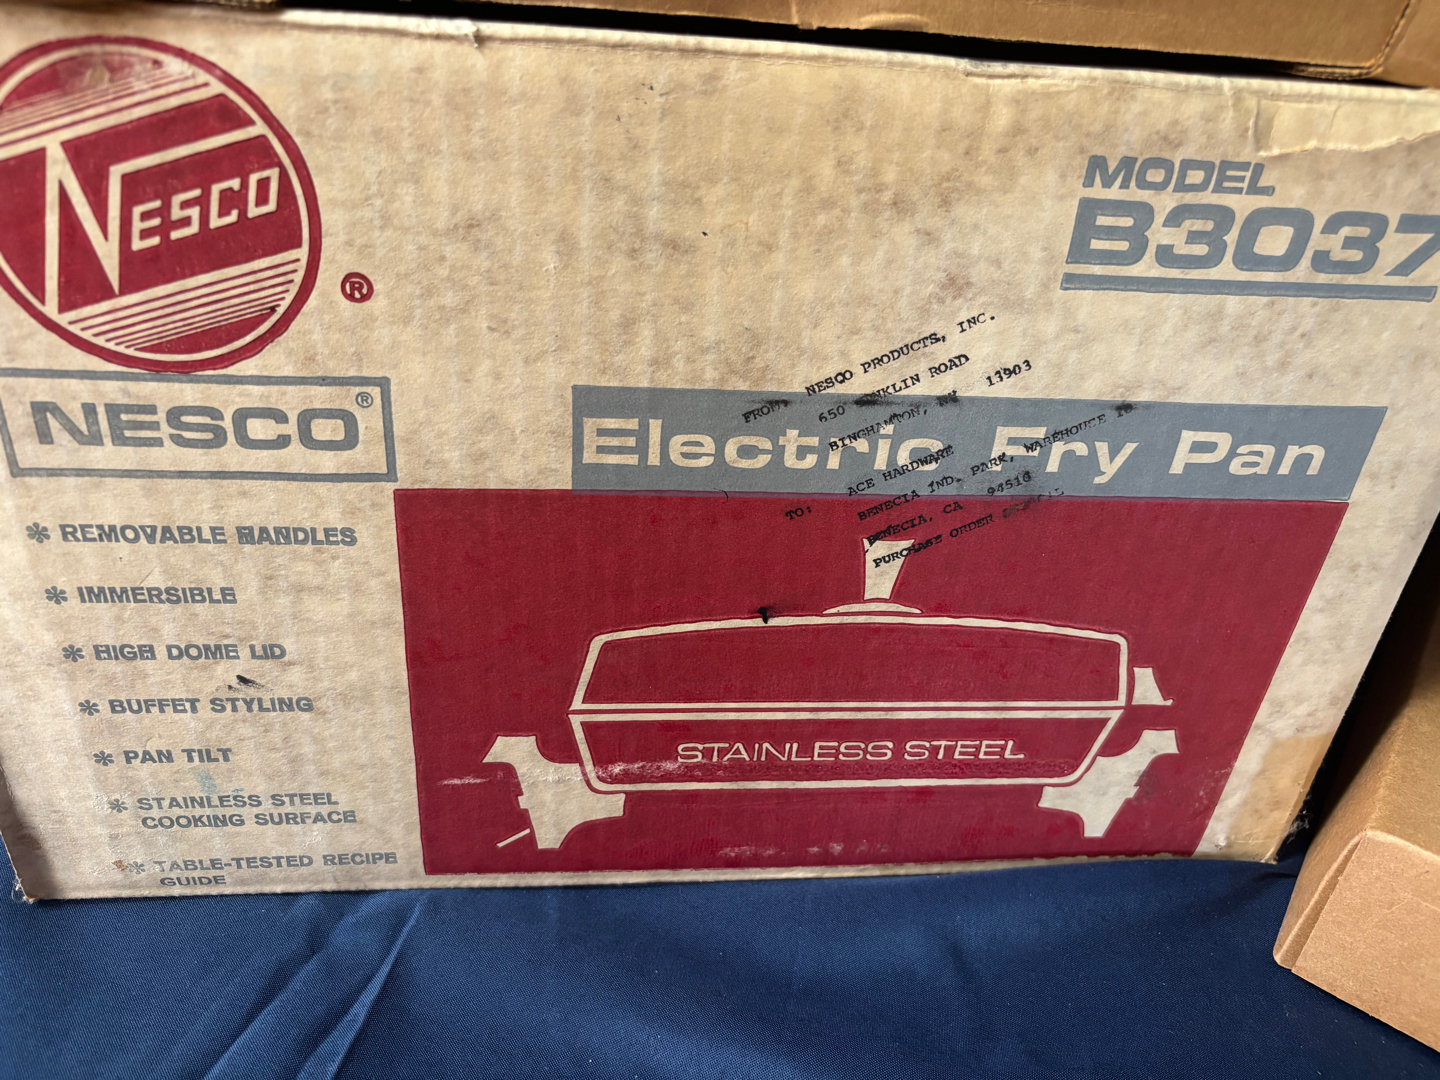 NESCO
®
NESCO®
MODEL
B3037
FROM: NESCO PRODUCTS, INC.
650 ROAD
BINGHAMTON, 13903
TO: ACE HARDWARE
BENECIA IND. PARK, WAREHOUSE
BENECIA, CA 94510
PURCHASE ORDER
Electric Fry Pan
STAINLESS STEEL
* REMOVABLE HANDLES
* IMMERSIBLE
* HIGH DOME LID
* BUFFET STYLING
* PAN TILT
* STAINLESS STEEL
COOKING SURFACE
* TABLE-TESTED RECIPE
GUIDE